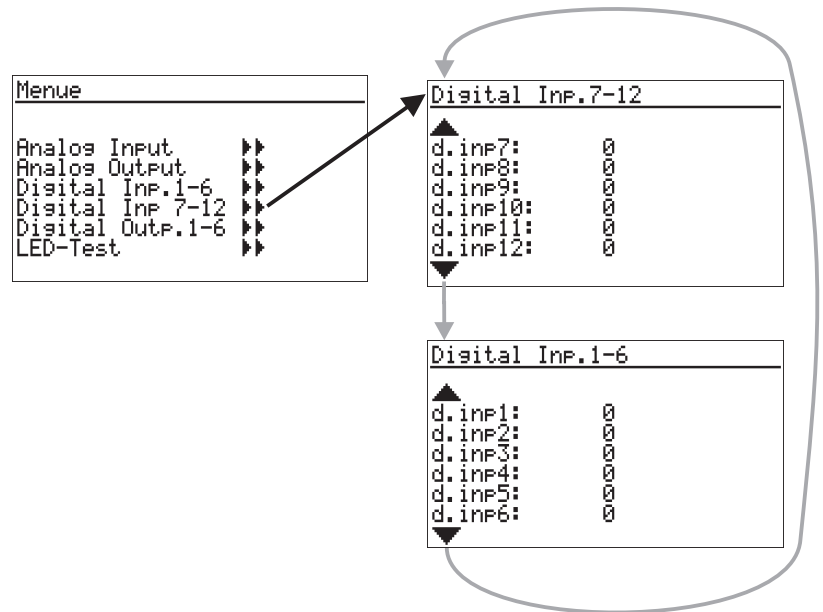 Menue
Analog Input
Analog Output
Digital Inp.1-6
Digital Inp 7-12
Digital Outp.1-6
LED-Test
Digital Inp.7-12
d.inp7: 0
d.inp8: 0
d.inp9: 0
d.inp10: 0
d.inp11: 0
d.inp12: 0
Digital Inp.1-6
d.inp1: 0
d.inp2: 0
d.inp3: 0
d.inp4: 0
d.inp5: 0
d.inp6: 0